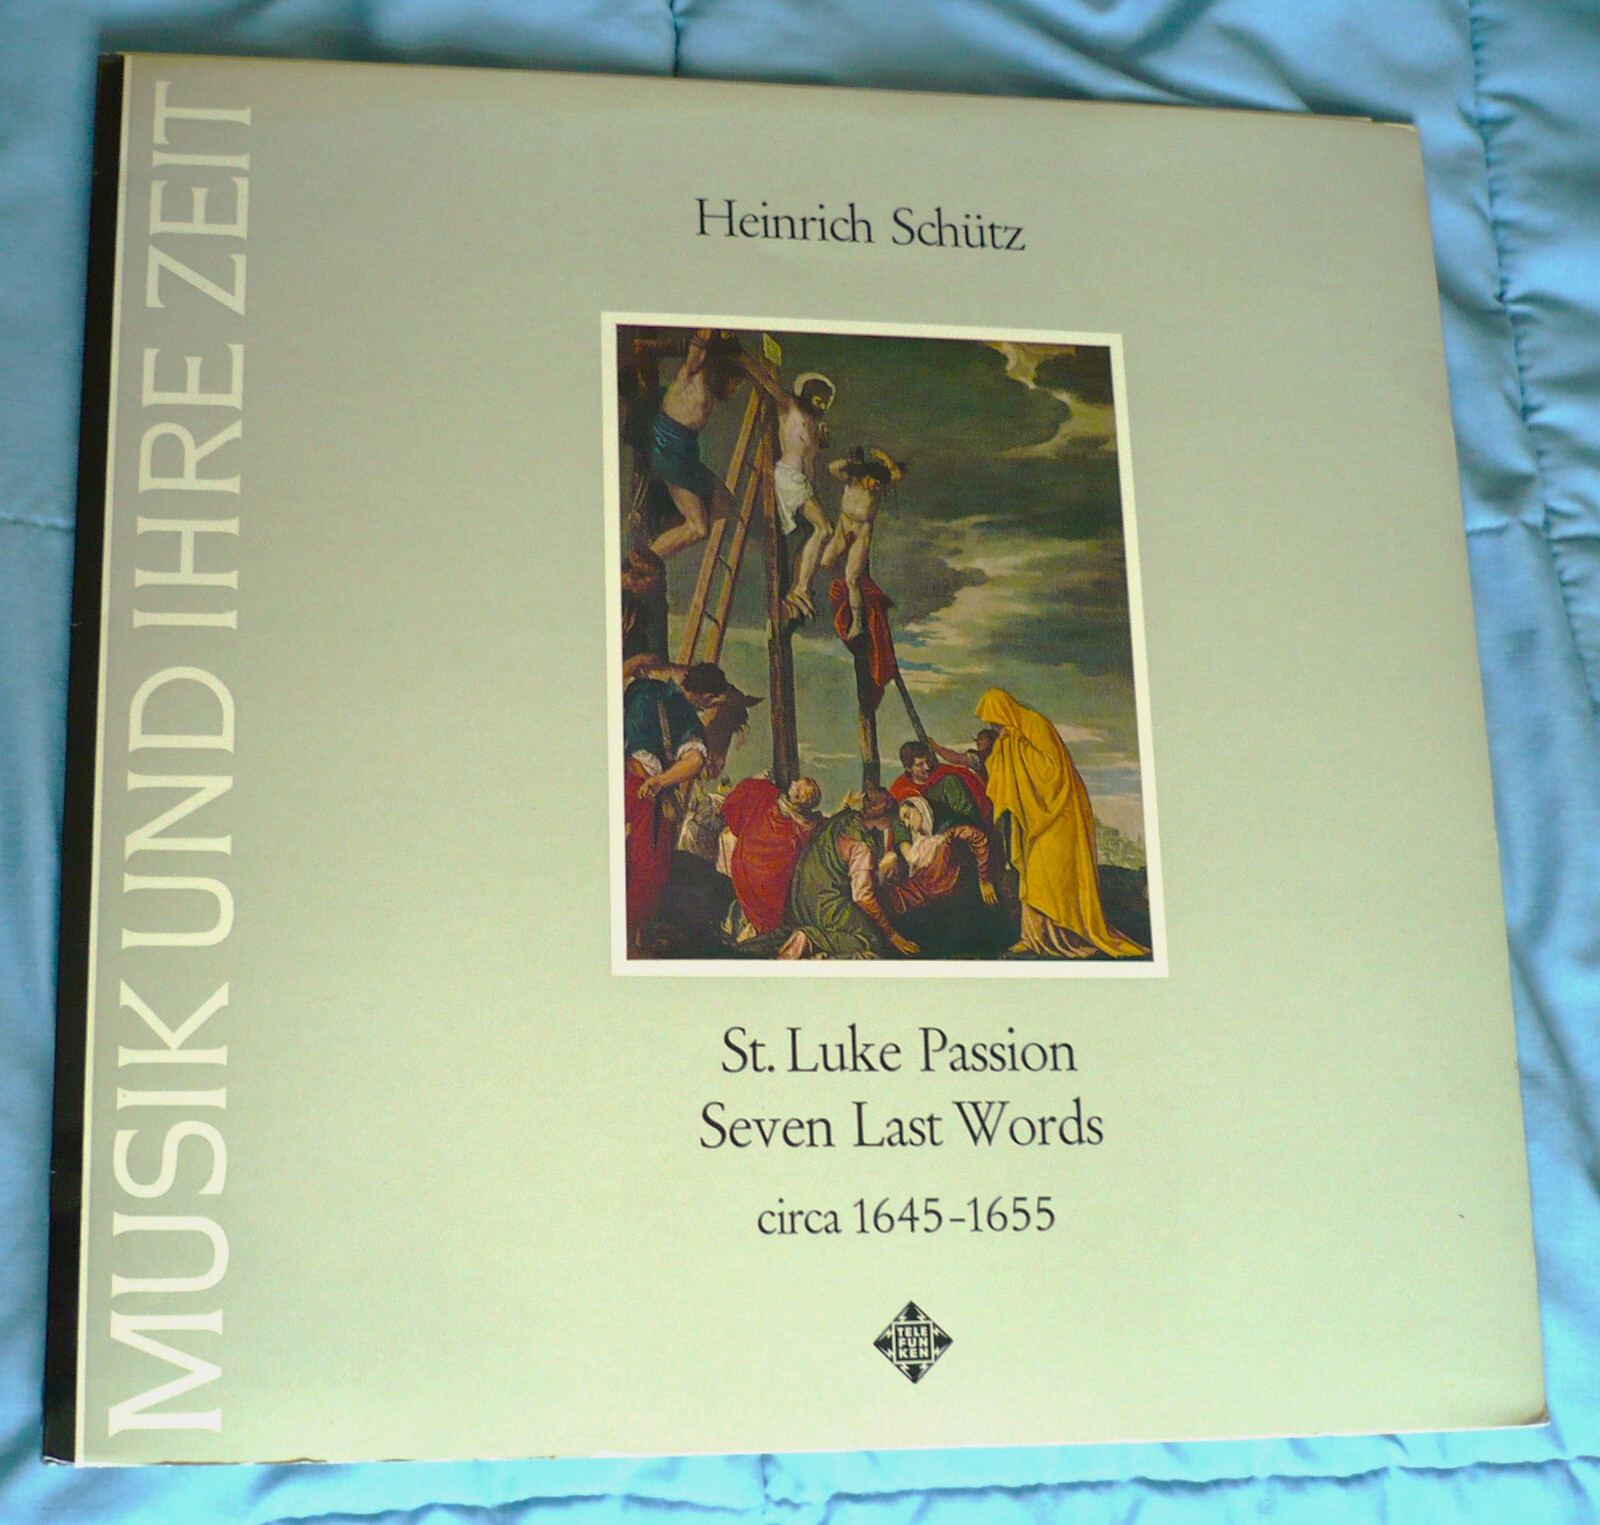 MUSIK UND IHRE ZEIT
Heinrich Schütz
St. Luke Passion
Seven Last Words
circa 1645–1655
TELE
FUN
KEN